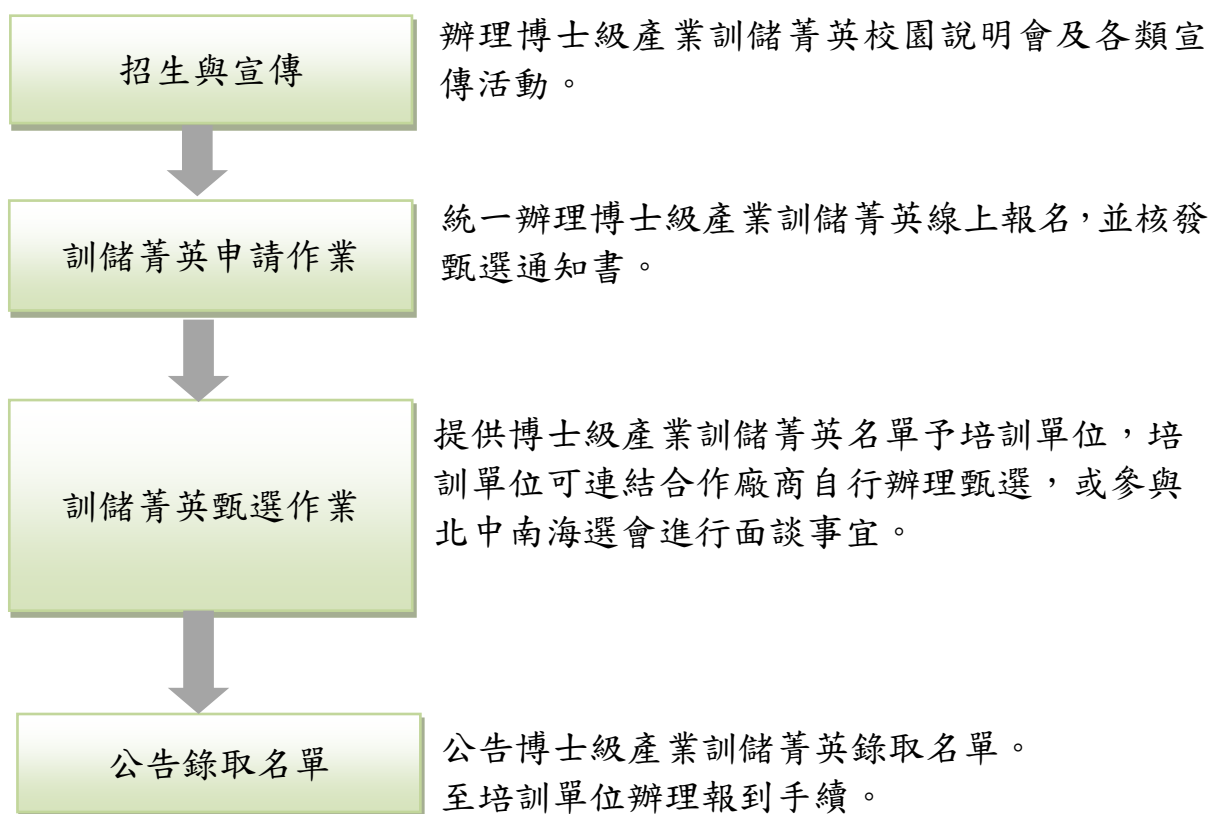 招生與宣傳
辦理博士級產業訓儲菁英校園說明會及各類宣
傳活動。
訓儲菁英申請作業
統一辦理博士級產業訓儲菁英線上報名，並核發
甄選通知書。
訓儲菁英甄選作業
提供博士級產業訓儲菁英名單予培訓單位，培
訓單位可連結合作廠商自行辦理甄選，或參與
北中南海選會進行面談事宜。
公告錄取名單
公告博士級產業訓儲菁英錄取名單。
至培訓單位辦理報到手續。